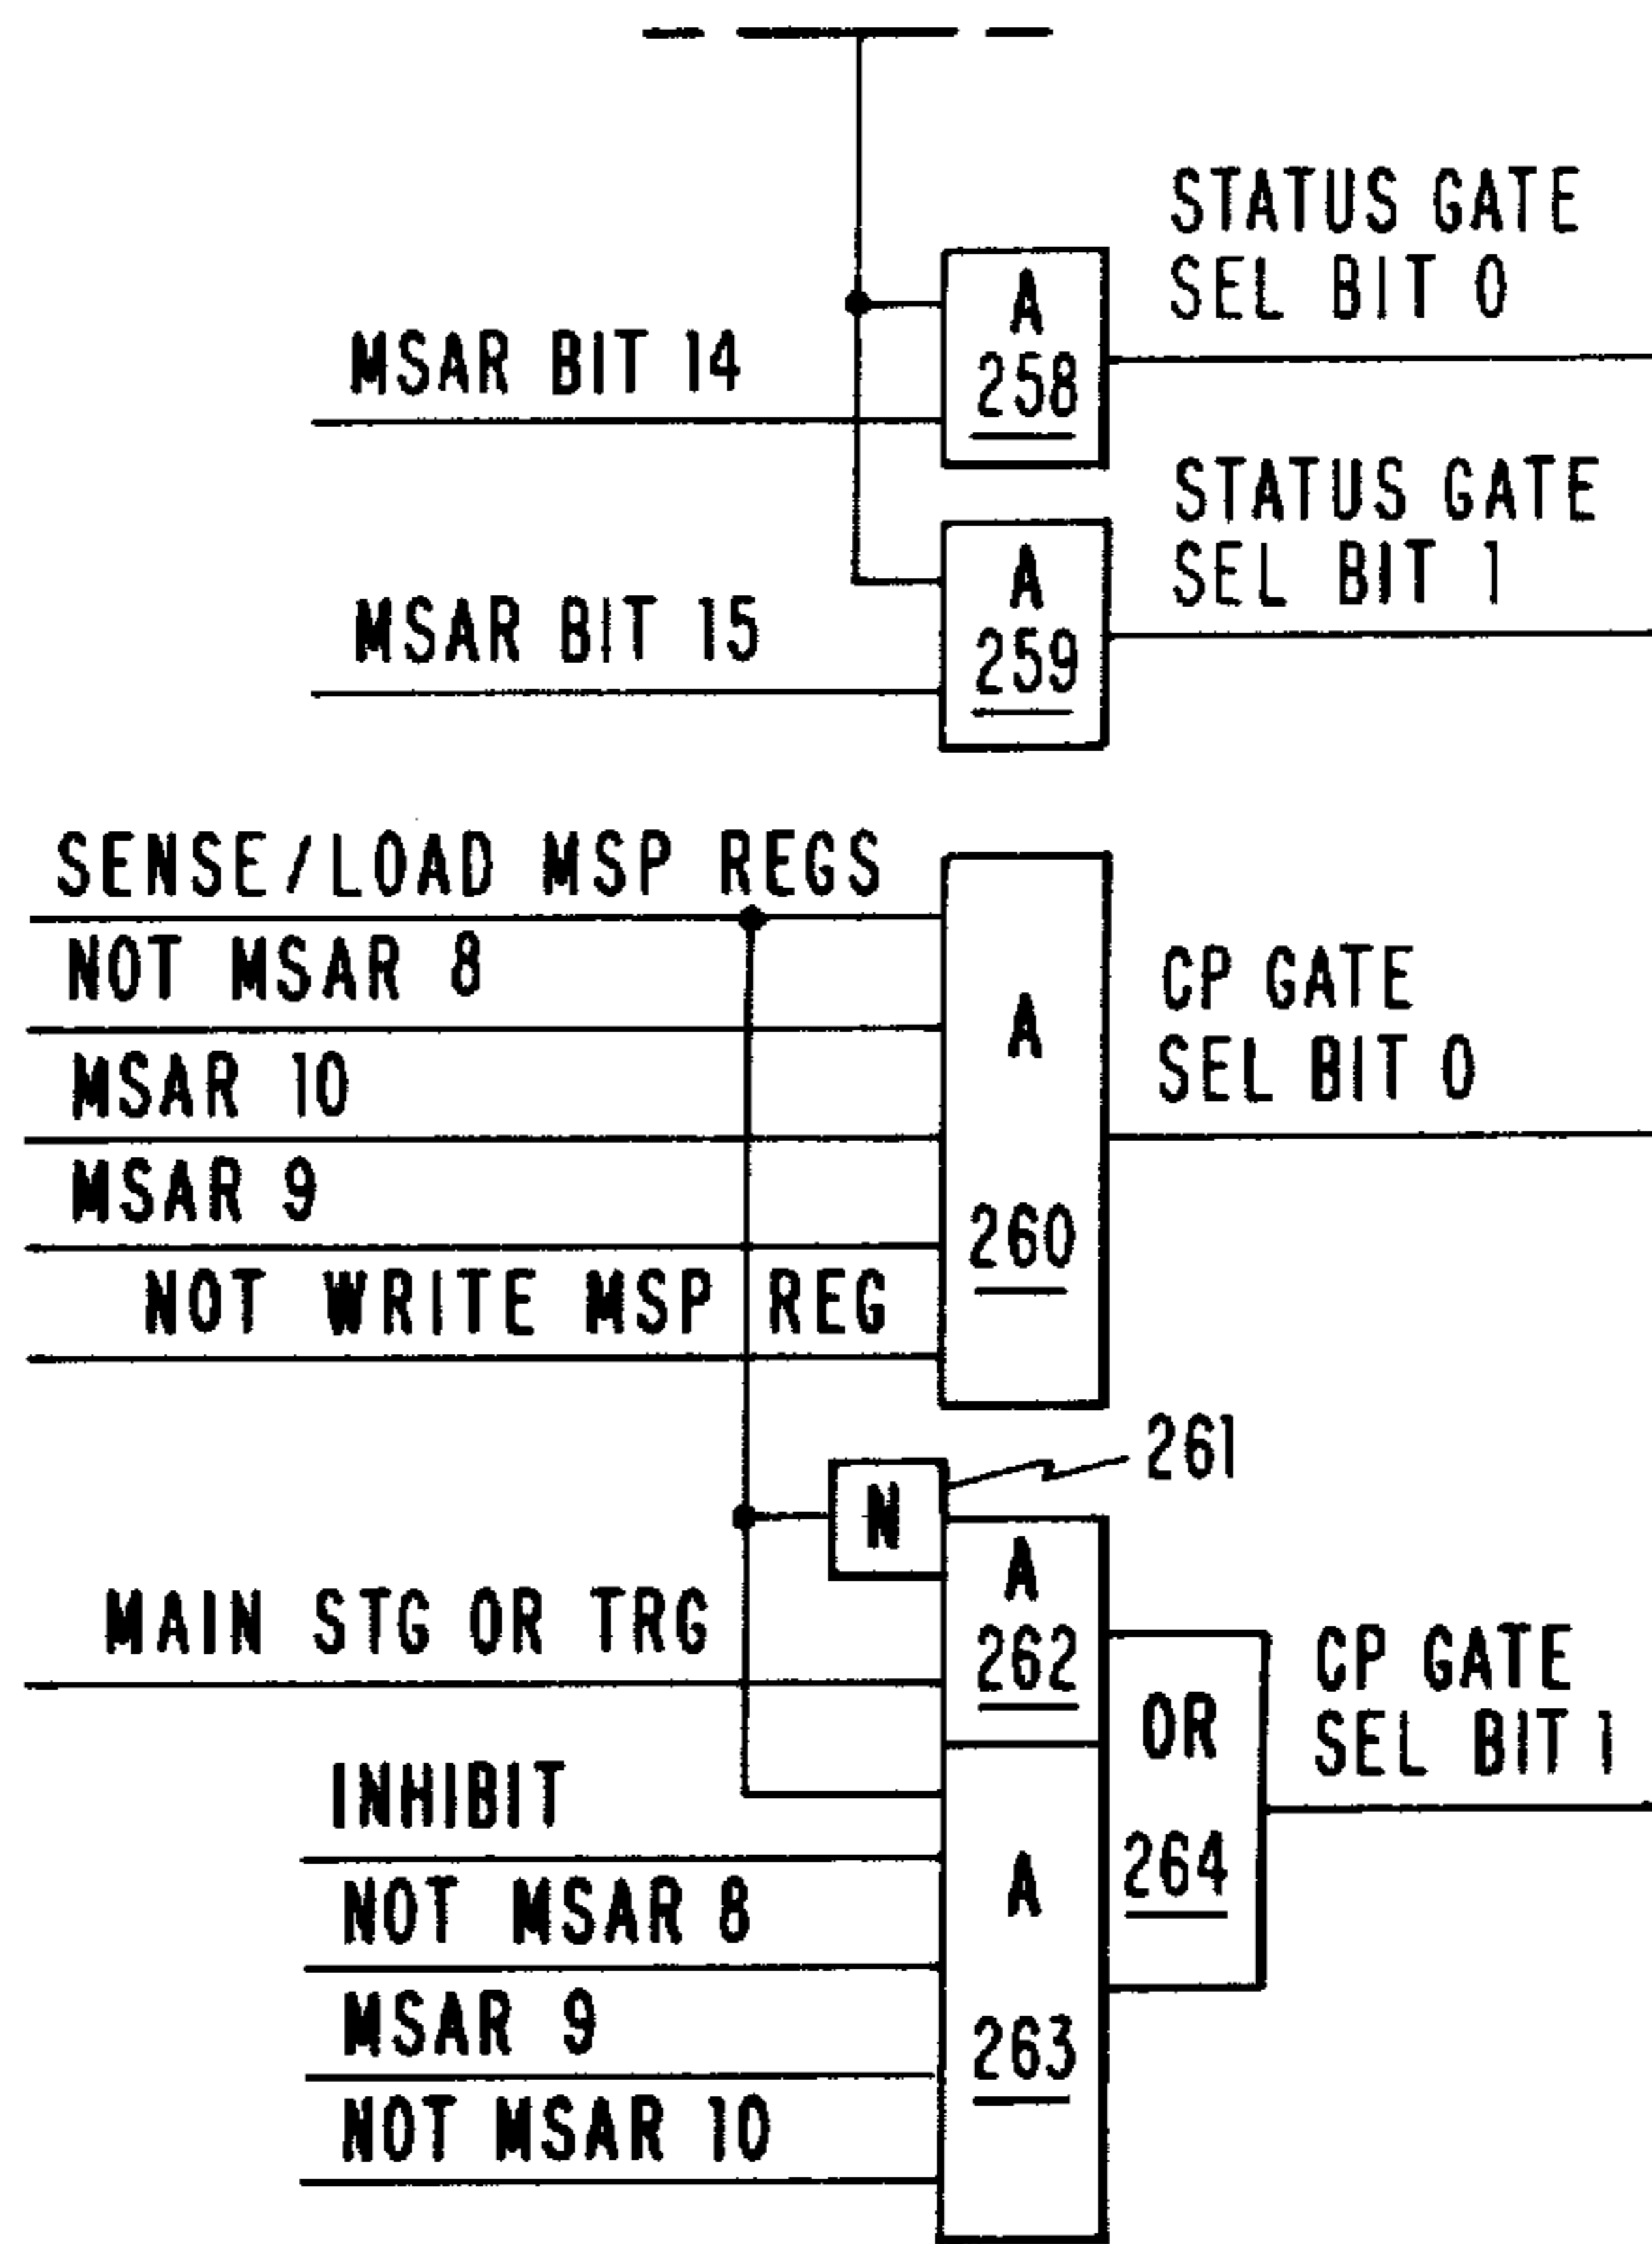 STATUS GATE
SEL BIT 0
A
258
MSAR BIT 14
STATUS GATE
SEL BIT 1
A
259
MSAR BIT 15
SENSE/LOAD MSP REGS
NOT MSAR 8
MSAR 10
MSAR 9
NOT WRITE MSP REG
A
260
CP GATE
SEL BIT 0
261
N
A
262
MAIN STG OR TRG
OR
264
CP GATE
SEL BIT 1
INHIBIT
NOT MSAR 8
MSAR 9
NOT MSAR 10
A
263